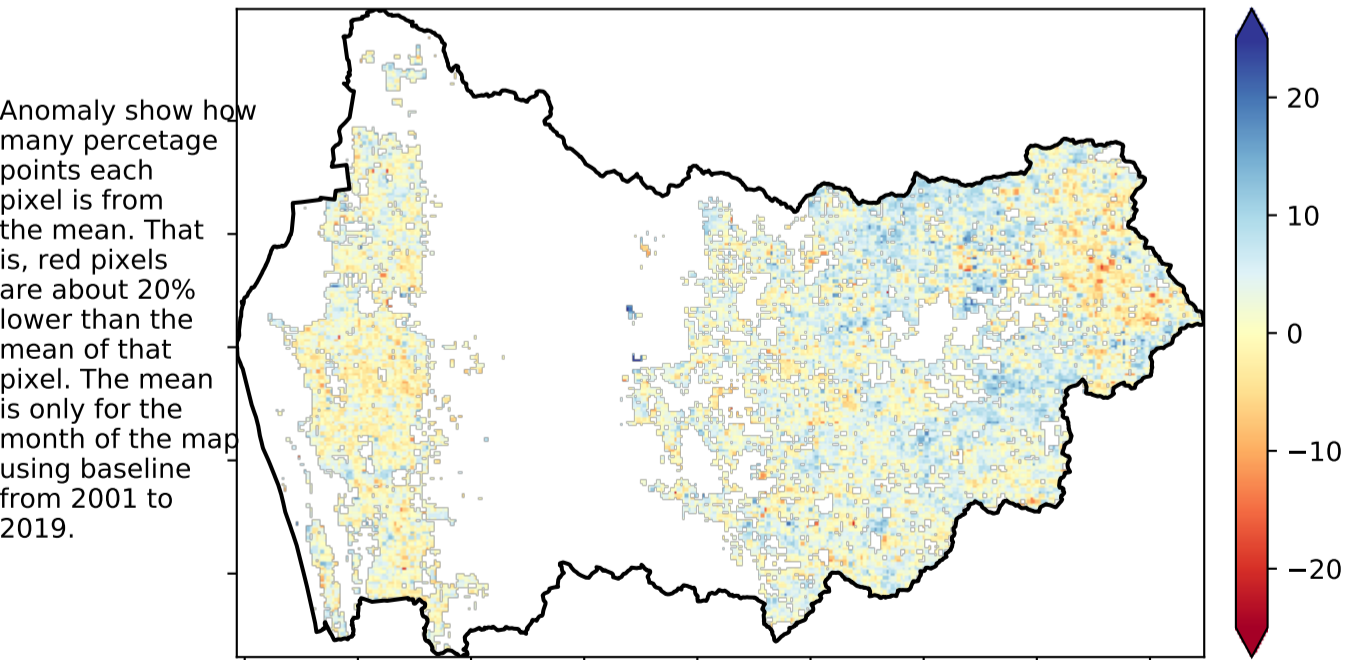 Anomaly show how
many percetage
points each
pixel is from
the mean. That
is, red pixels
are about 20%
lower than the
mean of that
pixel. The mean
is only for the
month of the map
using baseline
from 2001 to
2019.
20
10
0
−10
−20